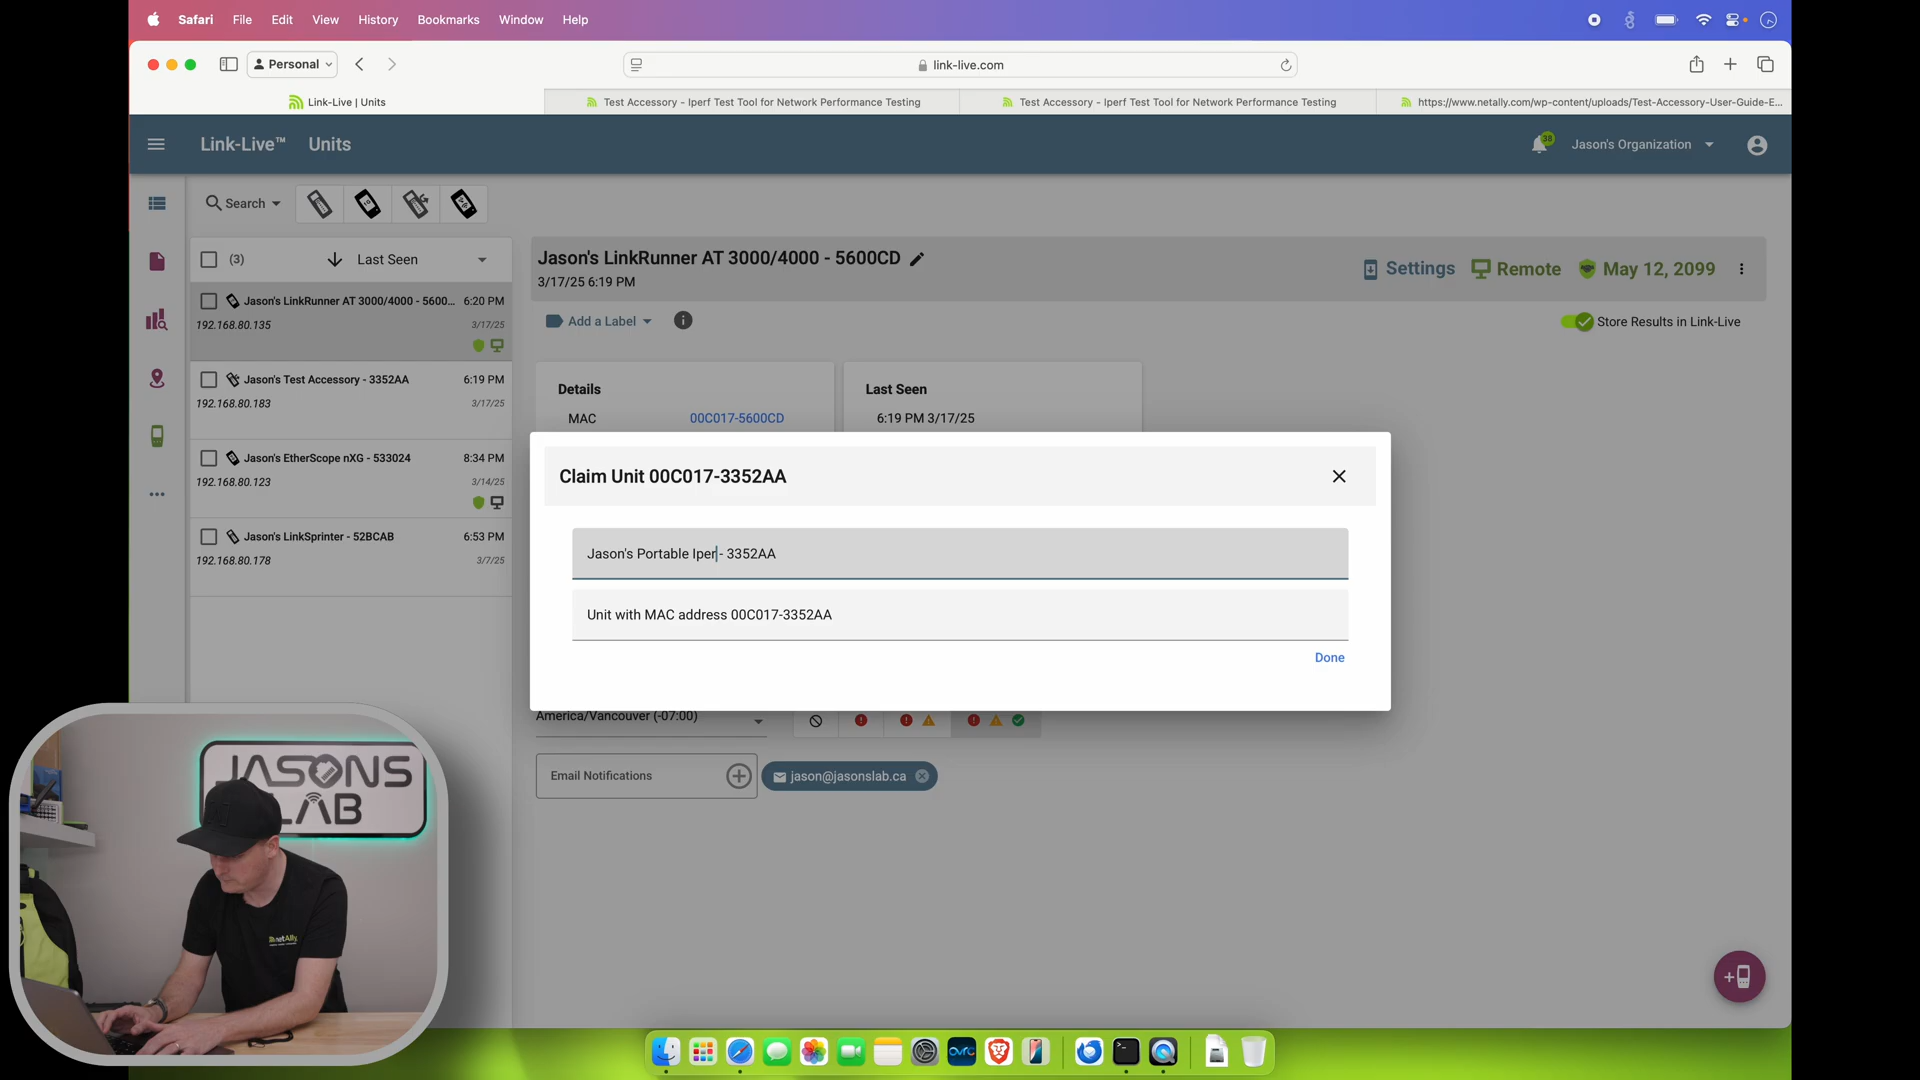 Safari File Edit View History Bookmarks Window Help
Personal
link-live.com
Link-Live | Units
Test Accessory - Iperf Test Tool for Network Performance Testing
Test Accessory - Iperf Test Tool for Network Performance Testing
https://www.netally.com/wp-content/uploads/Test-Accessory-User-Guide-E...
Link-Live™ Units
38
Jason's Organization
Search
(3) Last Seen
Jason's LinkRunner AT 3000/4000 - 5600... 6:20 PM
192.168.80.135 3/17/25
Jason's Test Accessory - 3352AA 6:19 PM
192.168.80.183 3/17/25
Jason's EtherScope nXG - 533024 8:34 PM
192.168.80.123 3/14/25
Jason's LinkSprinter - 52BCAB 6:53 PM
192.168.80.178 3/7/25
Jason's LinkRunner AT 3000/4000 - 5600CD
3/17/25 6:19 PM
Settings Remote May 12, 2099
Add a Label
Store Results in Link-Live
Details
MAC 00C017-5600CD
Last Seen
6:19 PM 3/17/25
Claim Unit 00C017-3352AA
Jason's Portable Iper- 3352AA
Unit with MAC address 00C017-3352AA
Done
America/Vancouver (-07:00)
Email Notifications
jason@jasonslab.ca
JASONS
LAB
netAlly
ovrc